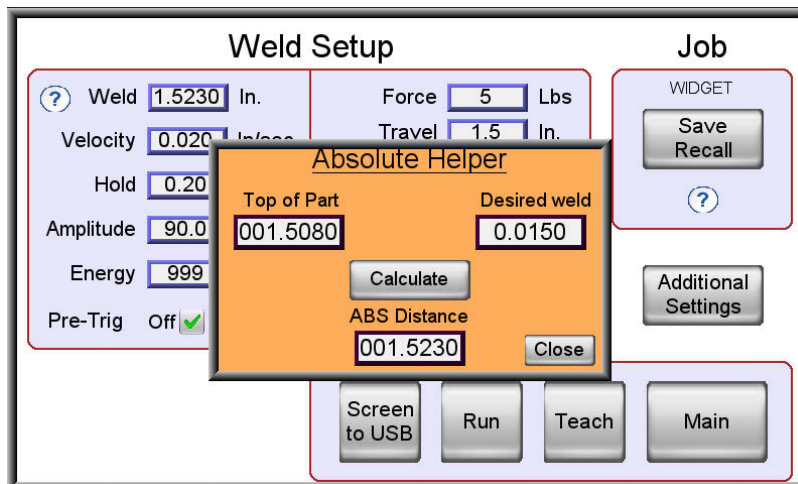 Weld Setup
Job
? Weld 1.5230 In.
Velocity 0.020
Hold 0.20
Amplitude 90.0
Energy 999
Pre-Trig Off
Force 5 Lbs
Travel 1.5 In.
WIDGET
Save
Recall
?
Additional
Settings
Absolute Helper
Top of Part
001.5080
Desired weld
0.0150
Calculate
ABS Distance
001.5230
Close
Screen
to USB
Run
Teach
Main